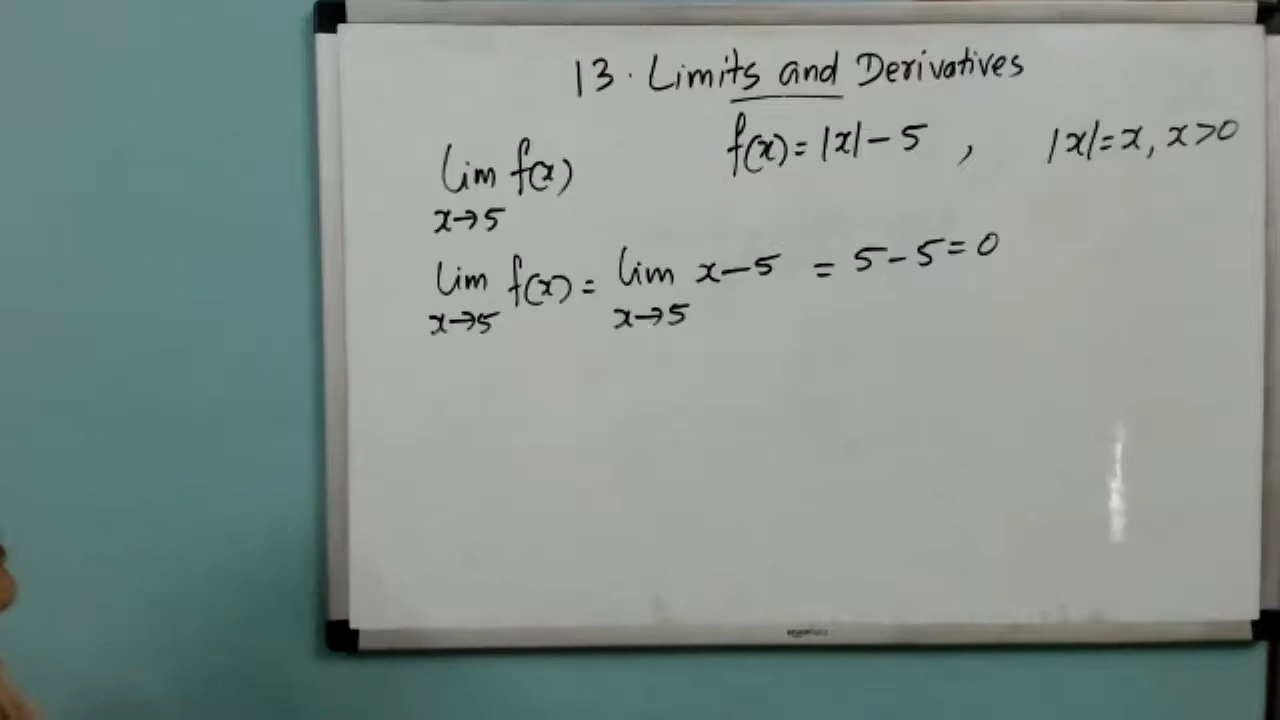 13. Limits and Derivatives
lim f(x) f(x) = |x| - 5 , |x| = x, x > 0
x→5
lim f(x) = lim x - 5 = 5 - 5 = 0
x→5 x→5